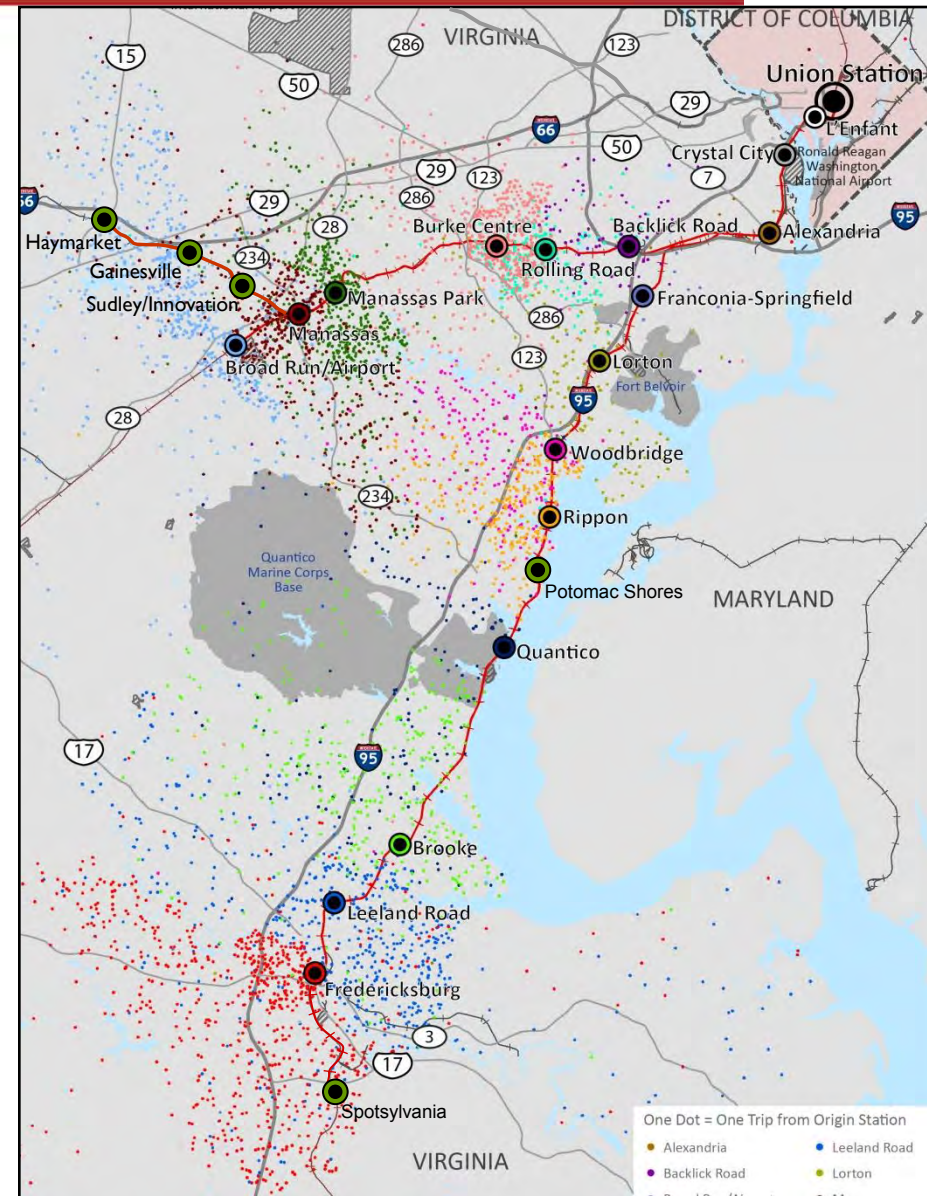 International Airport
DISTRICT OF COLUMBIA
VIRGINIA
286
123
15
50
Union Station
29
66
L'Enfant
50
Crystal City
Ronald Reagan
Washington
National Airport
29
123
7
286
66
29
95
28
Burke Centre
Backlick Road
Alexandria
Haymarket
234
Gainesville
Rolling Road
Sudley/Innovation
Manassas Park
Franconia-Springfield
286
Manassas
123
Lorton
Broad Run/Airport
Fort Belvoir
95
28
Woodbridge
234
Rippon
Quantico
Marine Corps
Base
Potomac Shores
MARYLAND
Quantico
17
95
Brooke
Leeland Road
Fredericksburg
3
17
Spotsylvania
One Dot = One Trip from Origin Station
Alexandria
Leeland Road
Backlick Road
Lorton
VIRGINIA